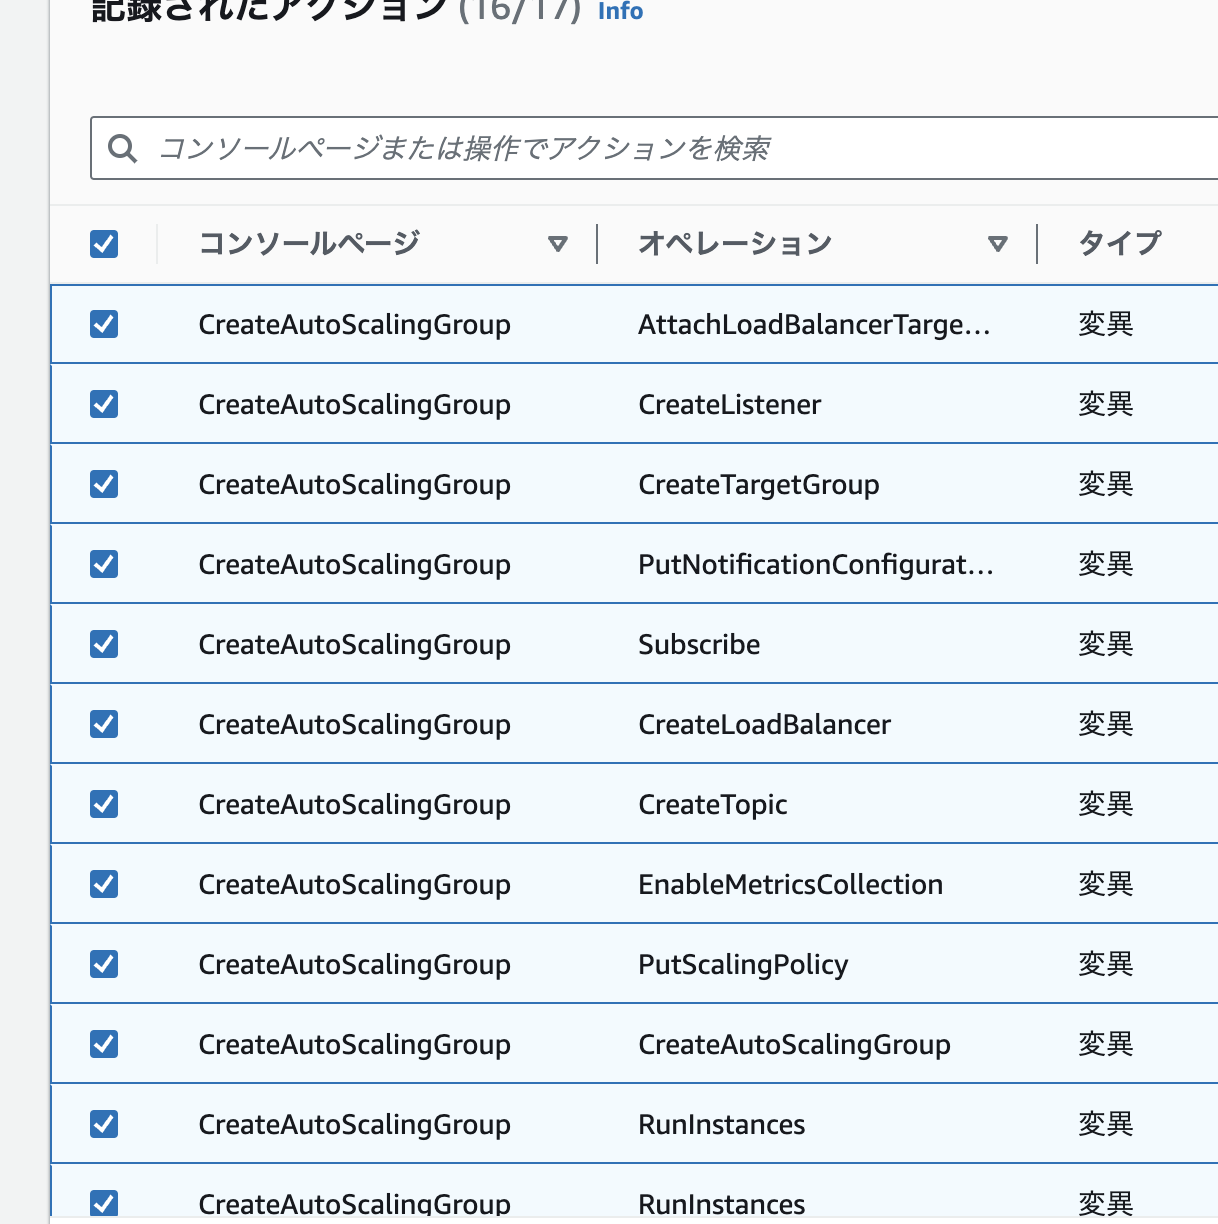 記録されたアクション (16/17) Info
コンソールページまたは操作でアクションを検索
コンソールページ オペレーション タイプ
CreateAutoScalingGroup AttachLoadBalancerTarge... 変異
CreateAutoScalingGroup CreateListener 変異
CreateAutoScalingGroup CreateTargetGroup 変異
CreateAutoScalingGroup PutNotificationConfigurat... 変異
CreateAutoScalingGroup Subscribe 変異
CreateAutoScalingGroup CreateLoadBalancer 変異
CreateAutoScalingGroup CreateTopic 変異
CreateAutoScalingGroup EnableMetricsCollection 変異
CreateAutoScalingGroup PutScalingPolicy 変異
CreateAutoScalingGroup CreateAutoScalingGroup 変異
CreateAutoScalingGroup RunInstances 変異
CreateAutoScalingGroup RunInstances 変異